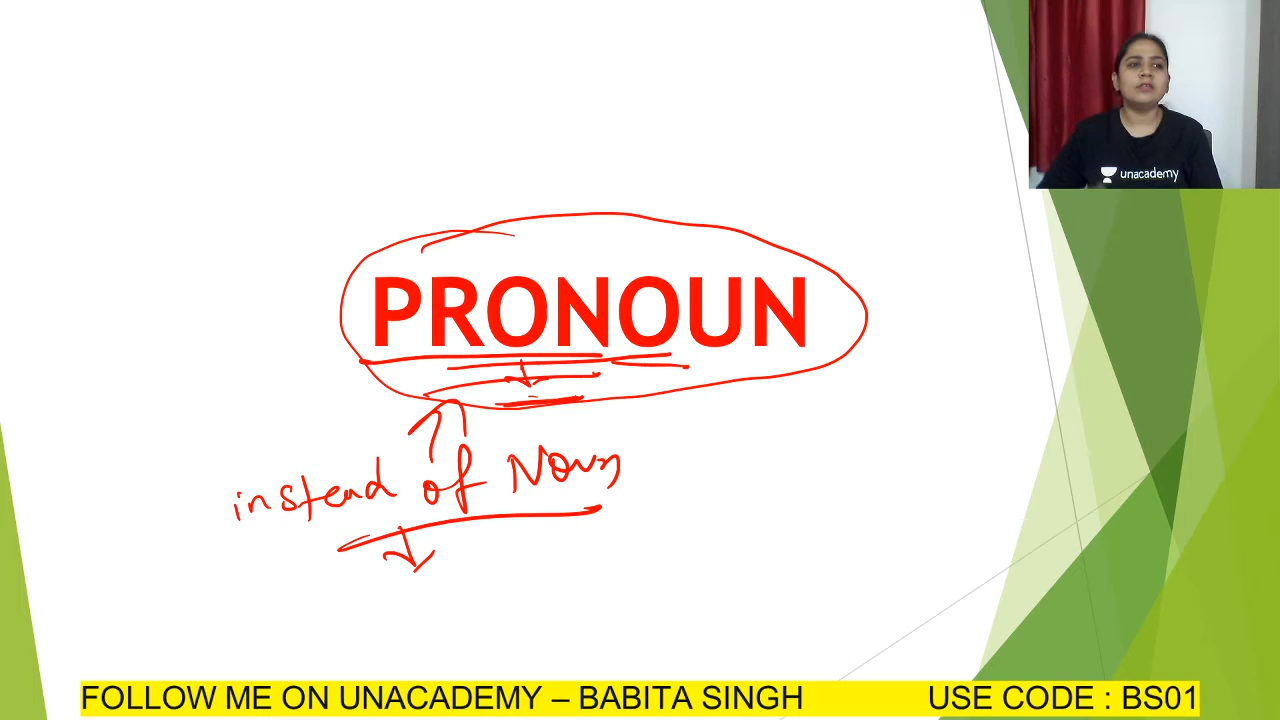 unacademy
PRONOUN
instead of Noun
FOLLOW ME ON UNACADEMY – BABITA SINGH USE CODE : BS01